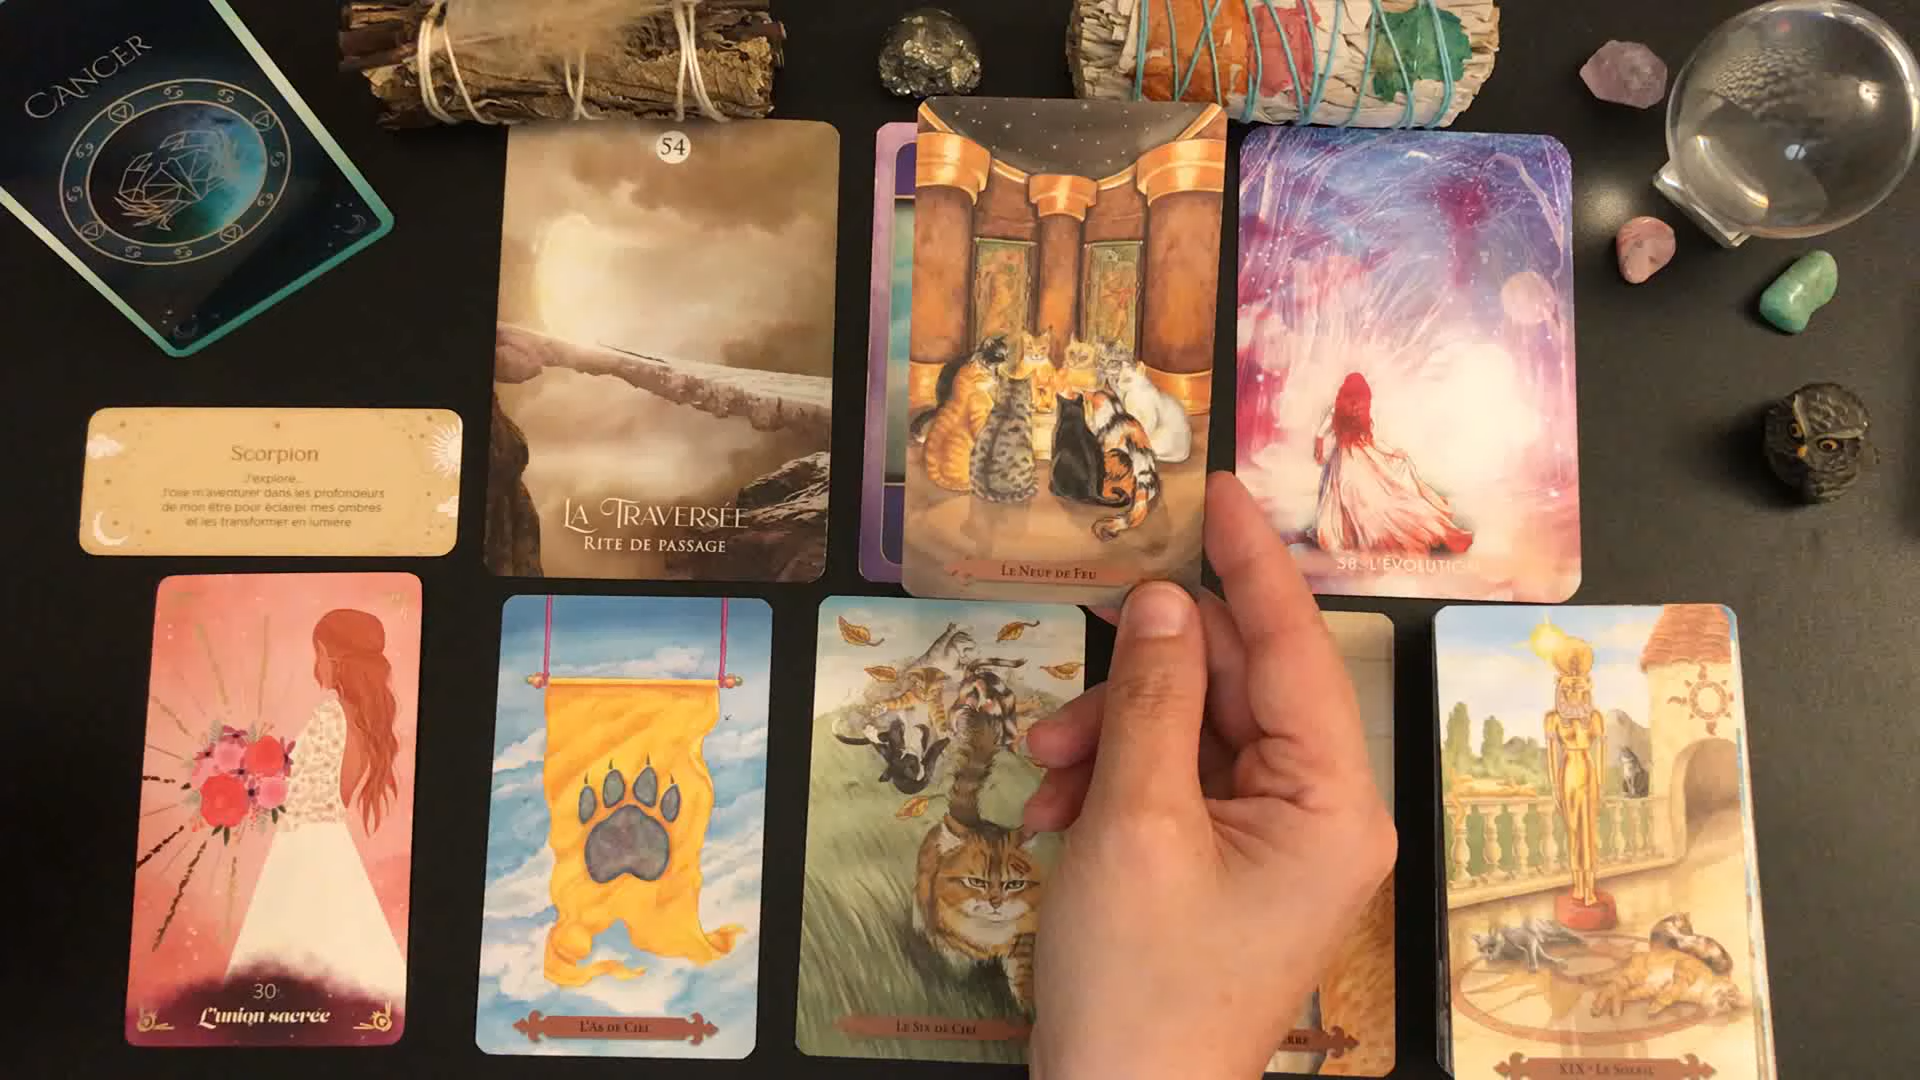 CANCER
54
LA TRAVERSÉE
RITE DE PASSAGE
LE NEUF DE FEU
58. L'ÉVOLUTION
Scorpion
J'explore...
J'ose m'aventurer dans les profondeurs
de mon être pour éclairer mes ombres
et les transformer en lumière
30
L'union sacrée
L'AS DE CIEL
LE SIX DE CIEL
XIX • LE SOLEIL